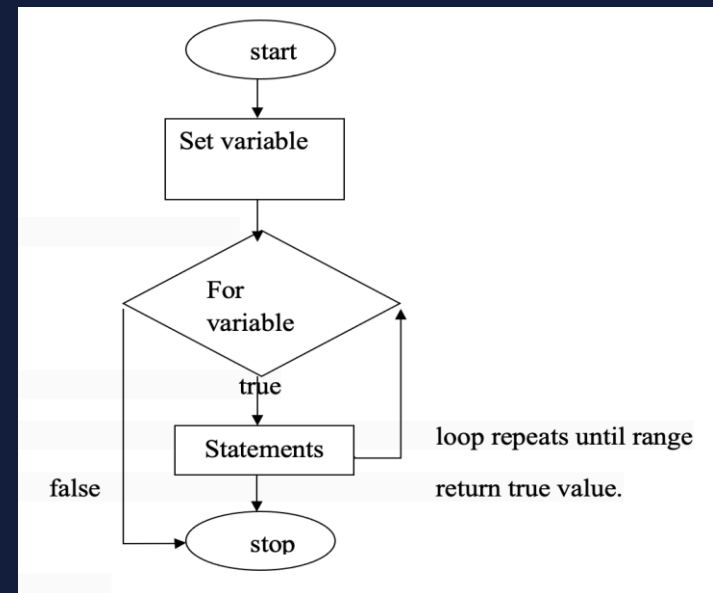 start
Set variable
For
variable
true
Statements
loop repeats until range
false
return true value.
stop